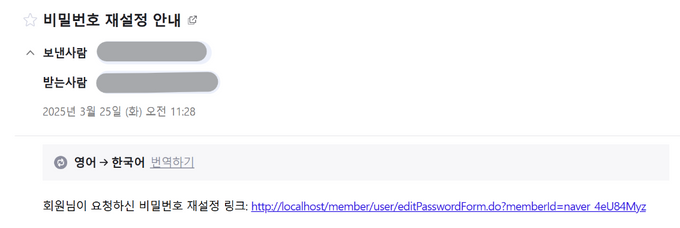 비밀번호 재설정 안내
보낸사람
받는사람
2025년 3월 25일 (화) 오전 11:28
영어 → 한국어 번역하기
회원님이 요청하신 비밀번호 재설정 링크: http://localhost/member/user/editPasswordForm.do?memberId=naver_4eU84Myz